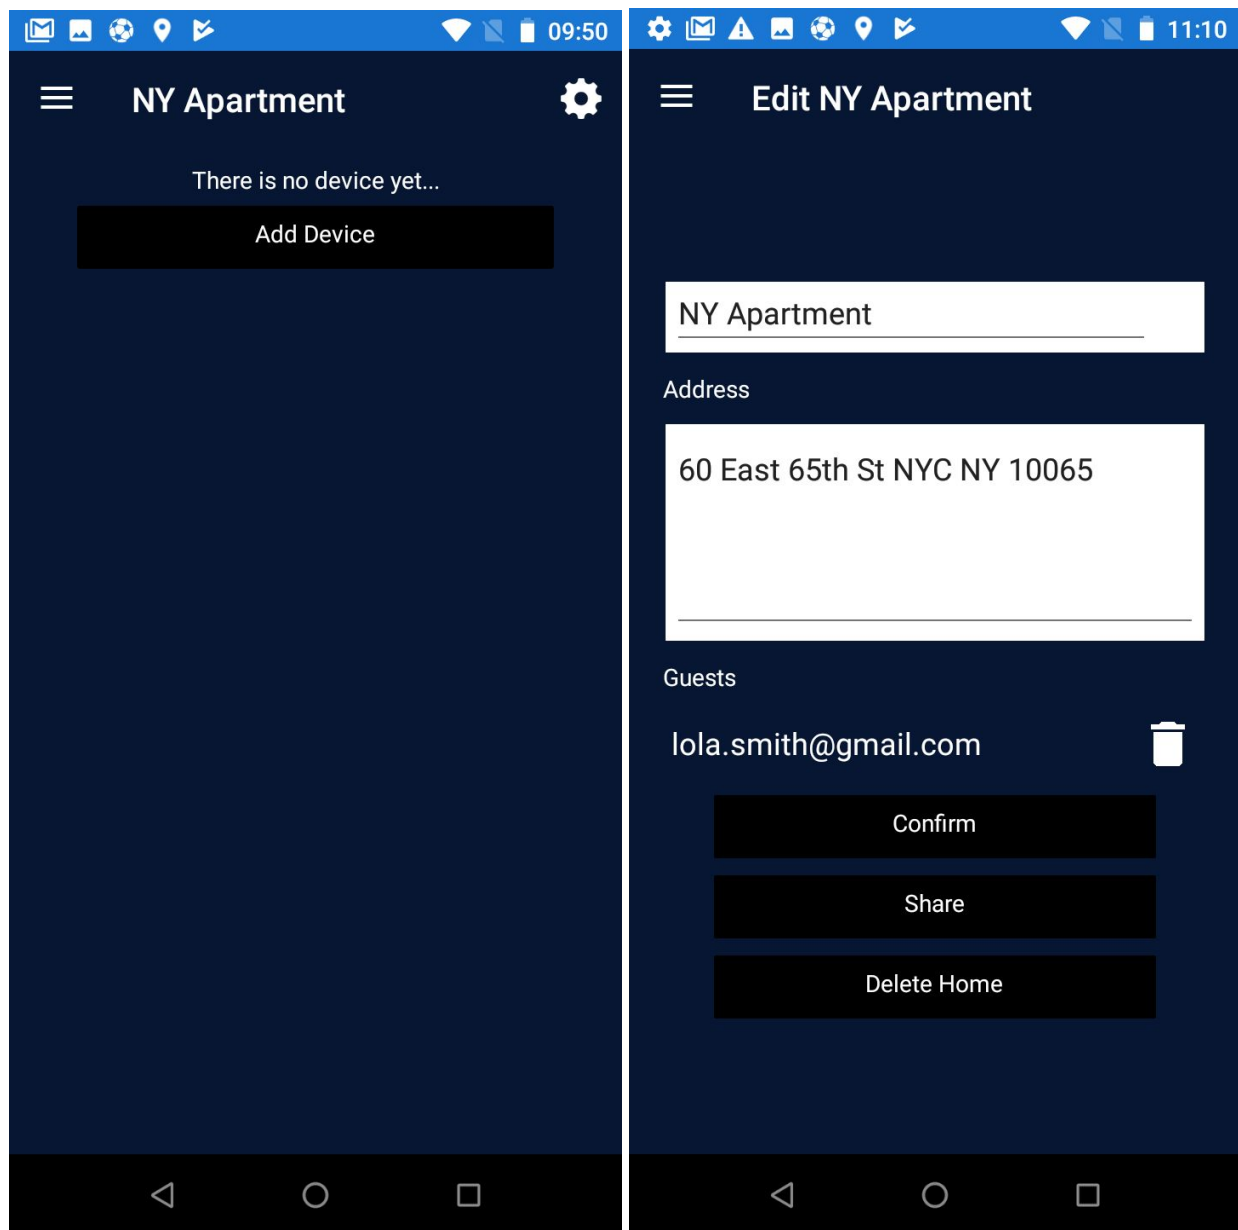 09:50
NY Apartment
There is no device yet...
Add Device
11:10
Edit NY Apartment
NY Apartment
Address
60 East 65th St NYC NY 10065
Guests
lola.smith@gmail.com
Confirm
Share
Delete Home